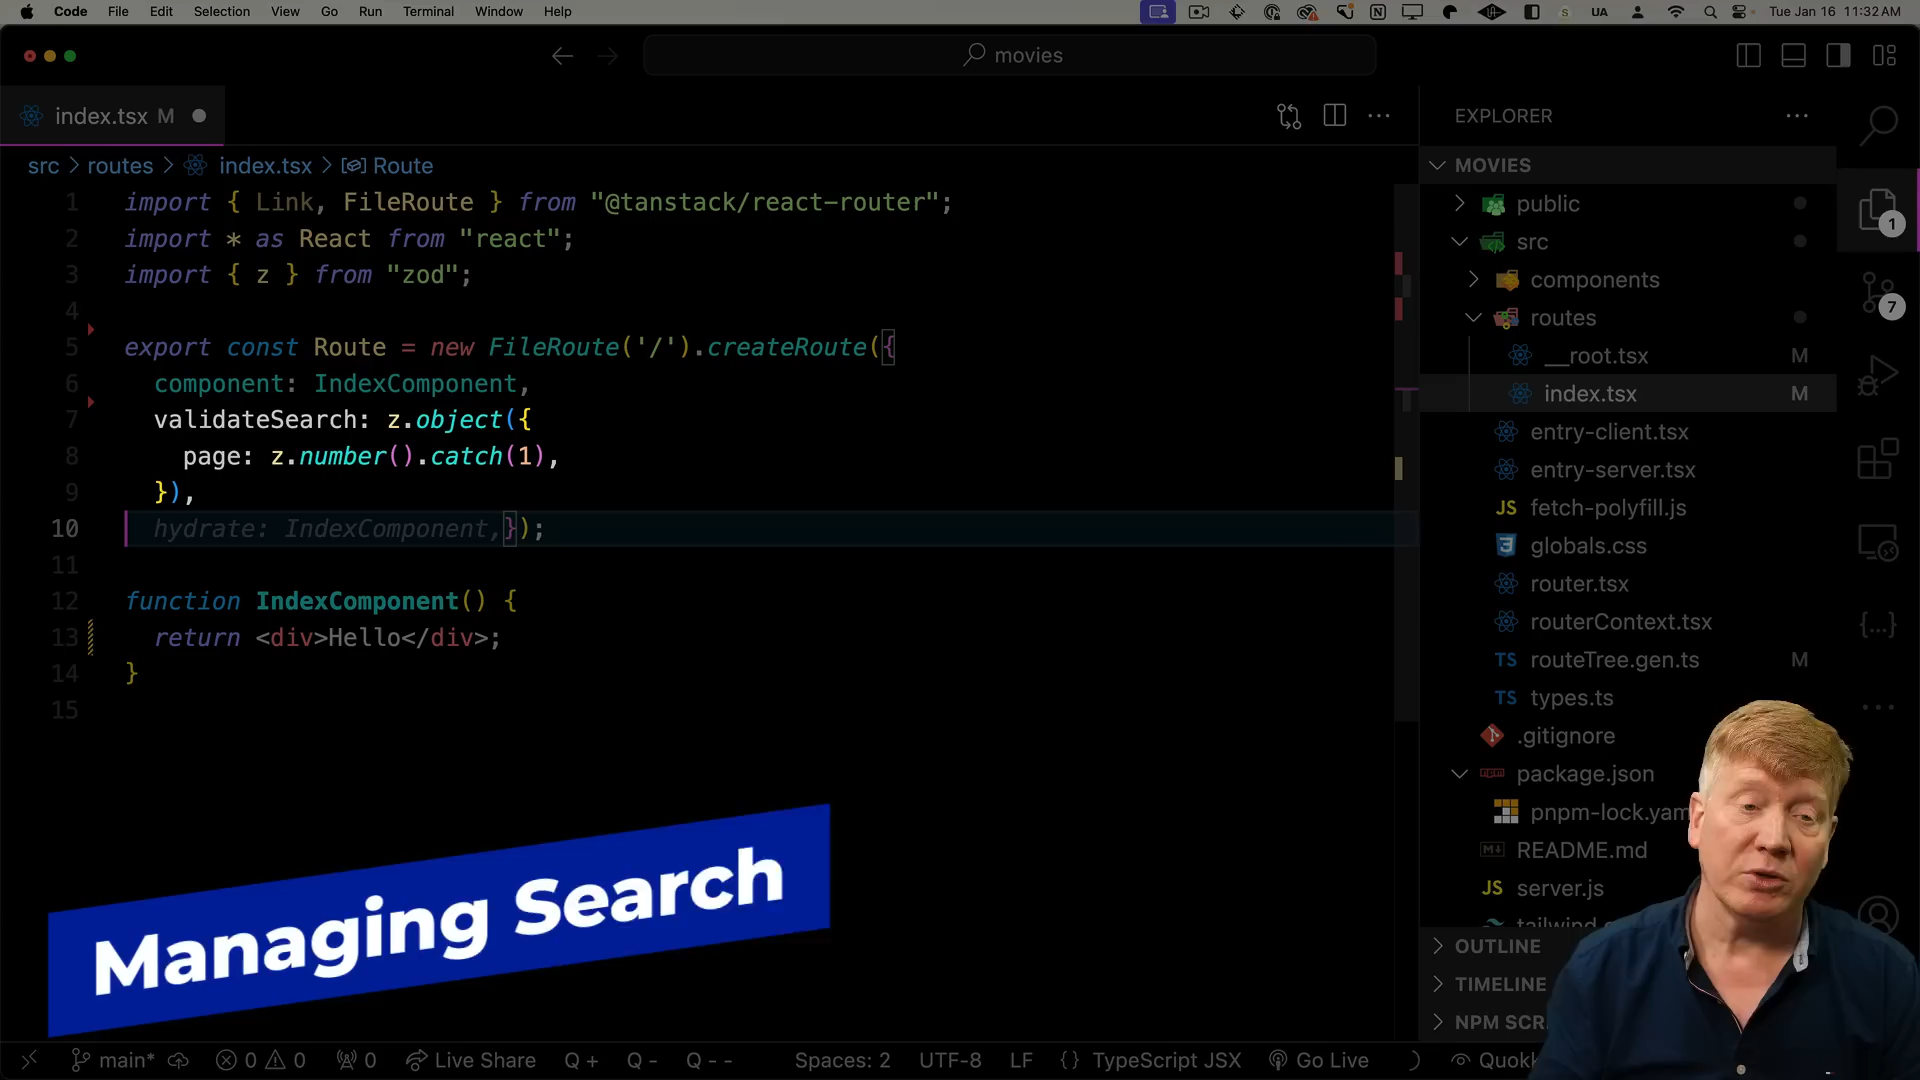 Code File Edit Selection View Go Run Terminal Window Help
UA
Tue Jan 16 11:32 AM
movies
index.tsx M
EXPLORER
src > routes > index.tsx > Route
1 import { Link, FileRoute } from "@tanstack/react-router";
2 import * as React from "react";
3 import { z } from "zod";
4
5 export const Route = new FileRoute('/').createRoute({
6 component: IndexComponent,
7 validateSearch: z.object({
8 page: z.number().catch(1),
9 }),
10 hydrate: IndexComponent,});
11
12 function IndexComponent() {
13 return <div>Hello</div>;
14 }
15
MOVIES
public
src
components
routes
__root.tsx M
index.tsx M
entry-client.tsx
entry-server.tsx
JS fetch-polyfill.js
globals.css
router.tsx
routerContext.tsx
TS routeTree.gen.ts M
TS types.ts
.gitignore
package.json
pnpm-lock.yam
README.md
JS server.js
OUTLINE
TIMELINE
NPM SCR
1
7
Managing Search
main* 0 0 0 Live Share Q + Q - Q - - Spaces: 2 UTF-8 LF {} TypeScript JSX Go Live Quokk